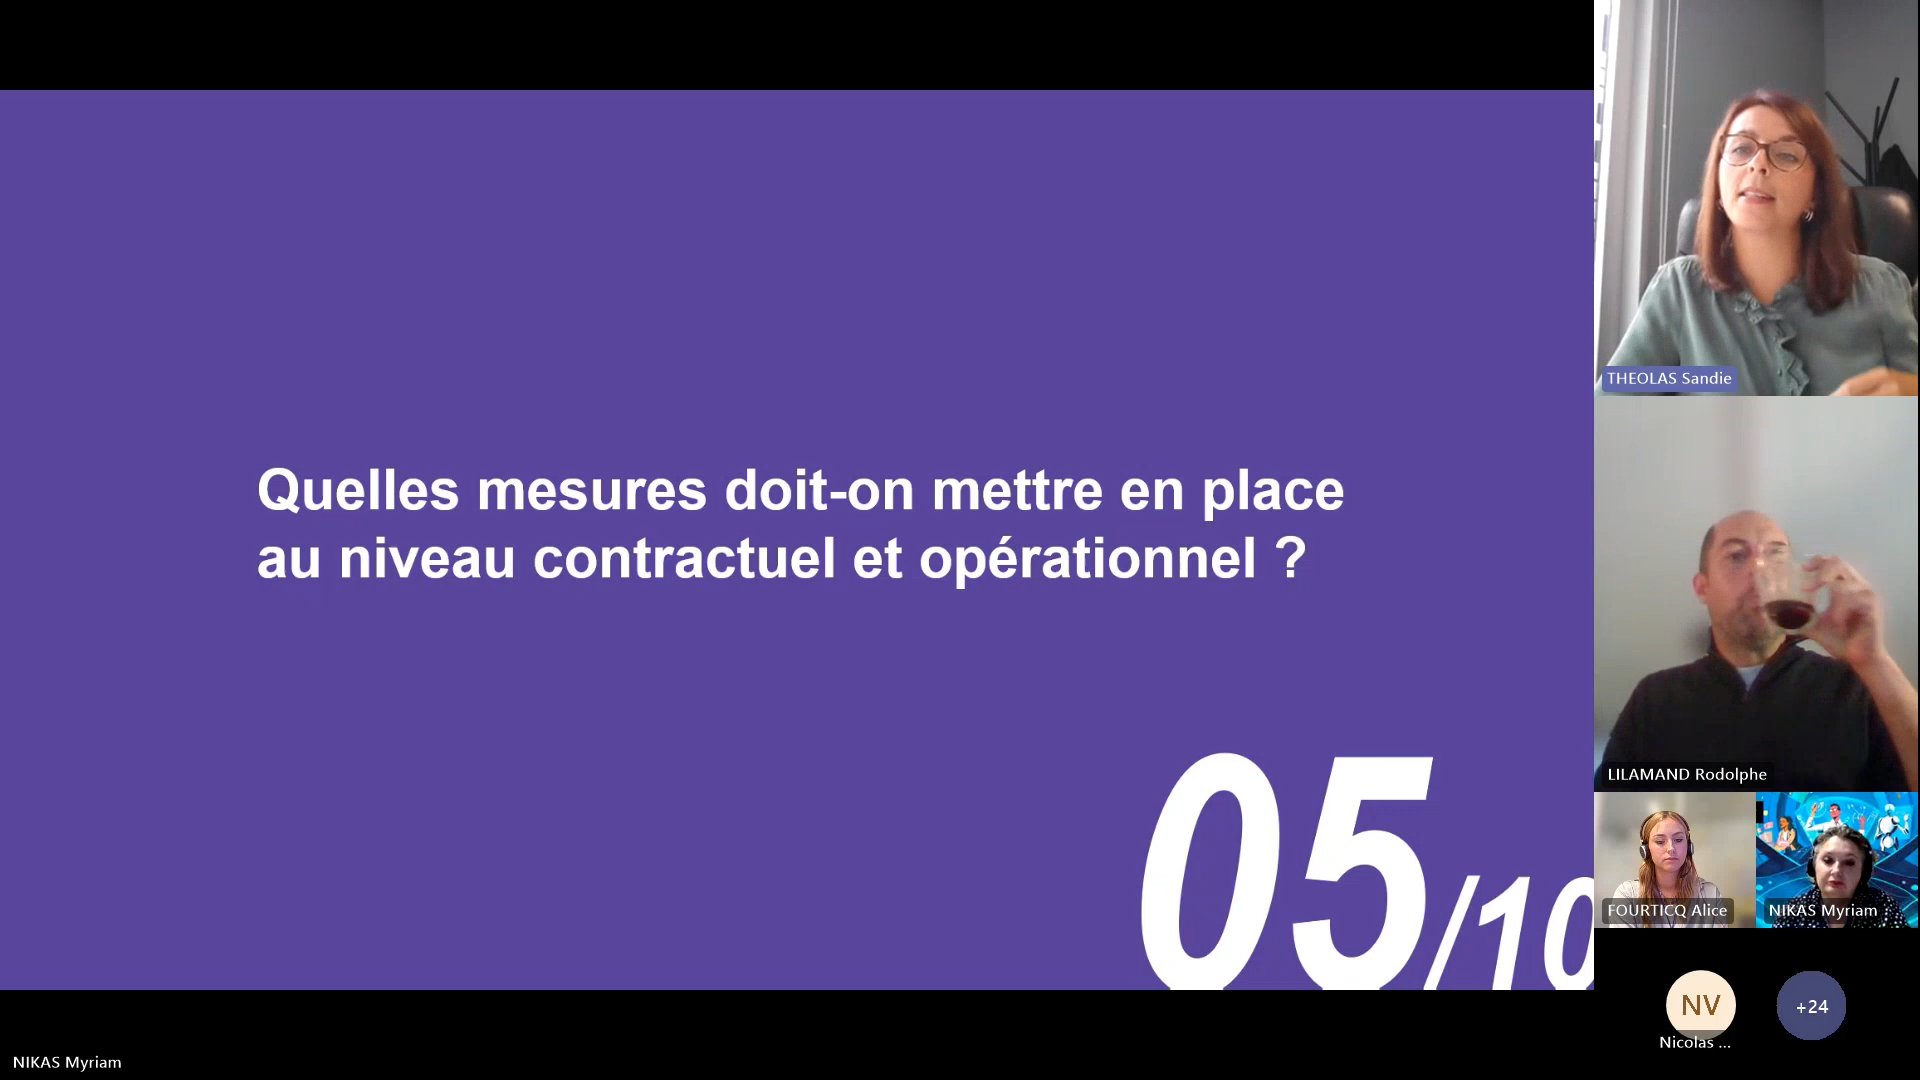 Quelles mesures doit-on mettre en place
au niveau contractuel et opérationnel ?
05/10
THEOLAS Sandie
LILAMAND Rodolphe
FOURTICQ Alice
NIKAS Myriam
NV
+24
Nicolas ...
NIKAS Myriam